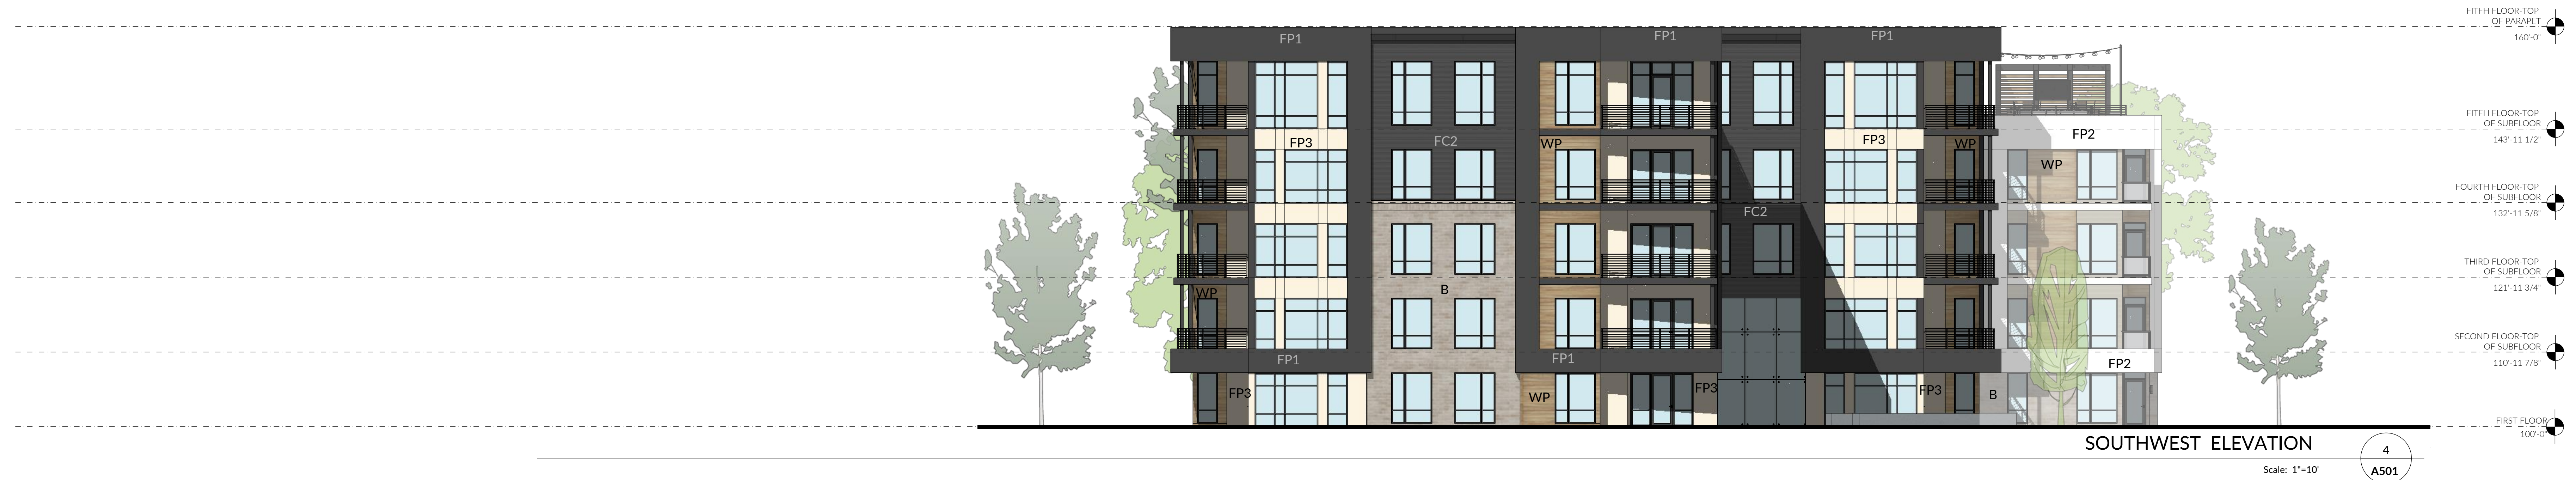 FITFH FLOOR-TOP
OF PARAPET
160'-0"
FP1
FP1
FP1
FITFH FLOOR-TOP
OF SUBFLOOR
143'-11 1/2"
FP3
FC2
WP
FP3
WP
FP2
WP
FOURTH FLOOR-TOP
OF SUBFLOOR
132'-11 5/8"
FC2
THIRD FLOOR-TOP
OF SUBFLOOR
121'-11 3/4"
WP
B
SECOND FLOOR-TOP
OF SUBFLOOR
110'-11 7/8"
FP1
FP1
FP2
FP3
WP
FP3
FP3
B
FIRST FLOOR
100'-0"
SOUTHWEST ELEVATION
4
Scale: 1"=10'
A501